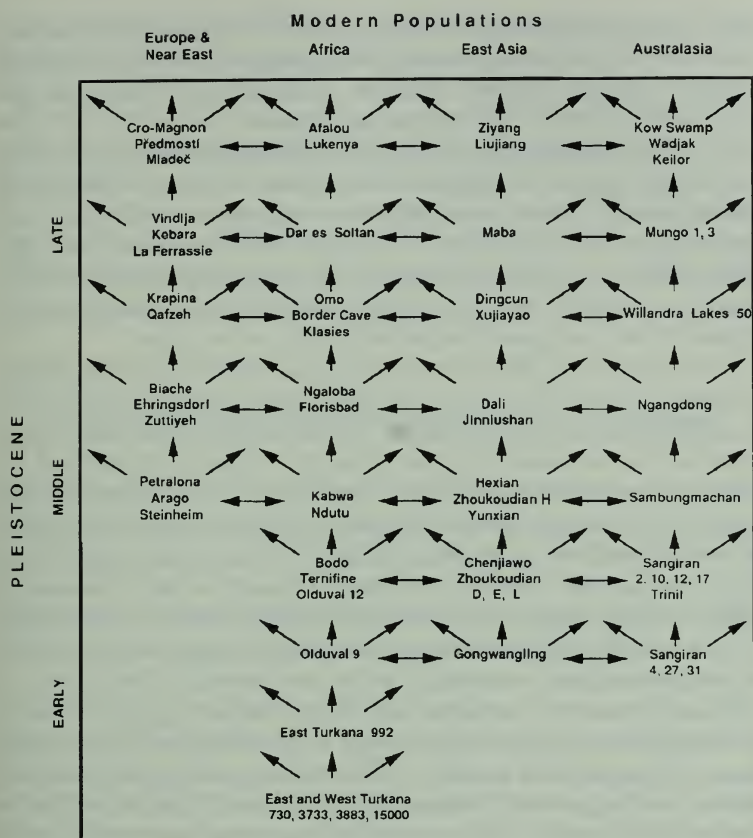 Modern Populations
Europe &
Near East
Africa
East Asia
Australasia
PLEISTOCENE
LATE
MIDDLE
EARLY
Cro-Magnon
Předmostí
Mladeč
Afalou
Lukenya
Ziyang
Liujiang
Kow Swamp
Wadjak
Keilor
Vindija
Kebara
La Ferrassie
Dar es Soltan
Maba
Mungo 1, 3
Krapina
Qafzeh
Omo
Border Cave
Klasies
Dingcun
Xujiayao
Willandra Lakes 50
Biache
Ehringsdorf
Zuttiyeh
Ngaloba
Florisbad
Dali
Jinniushan
Ngangdong
Petralona
Arago
Steinheim
Kabwe
Ndutu
Hexian
Zhoukoudian H
Yunxian
Sambungmachan
Bodo
Ternifine
Olduvai 12
Chenjiawo
Zhoukoudian
D, E, L
Sangiran
2. 10, 12, 17
Trinil
Olduvai 9
Gongwangling
Sangiran
4, 27, 31
East Turkana 992
East and West Turkana
730, 3733, 3883, 15000